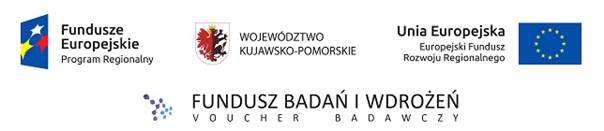 Fundusze
Europejskie
Program Regionalny
WOJEWÓDZTWO
KUJAWSKO-POMORSKIE
Unia Europejska
Europejski Fundusz
Rozwoju Regionalnego
FUNDUSZ BADAŃ I WDROŻEŃ
VOUCHER BADAWCZY